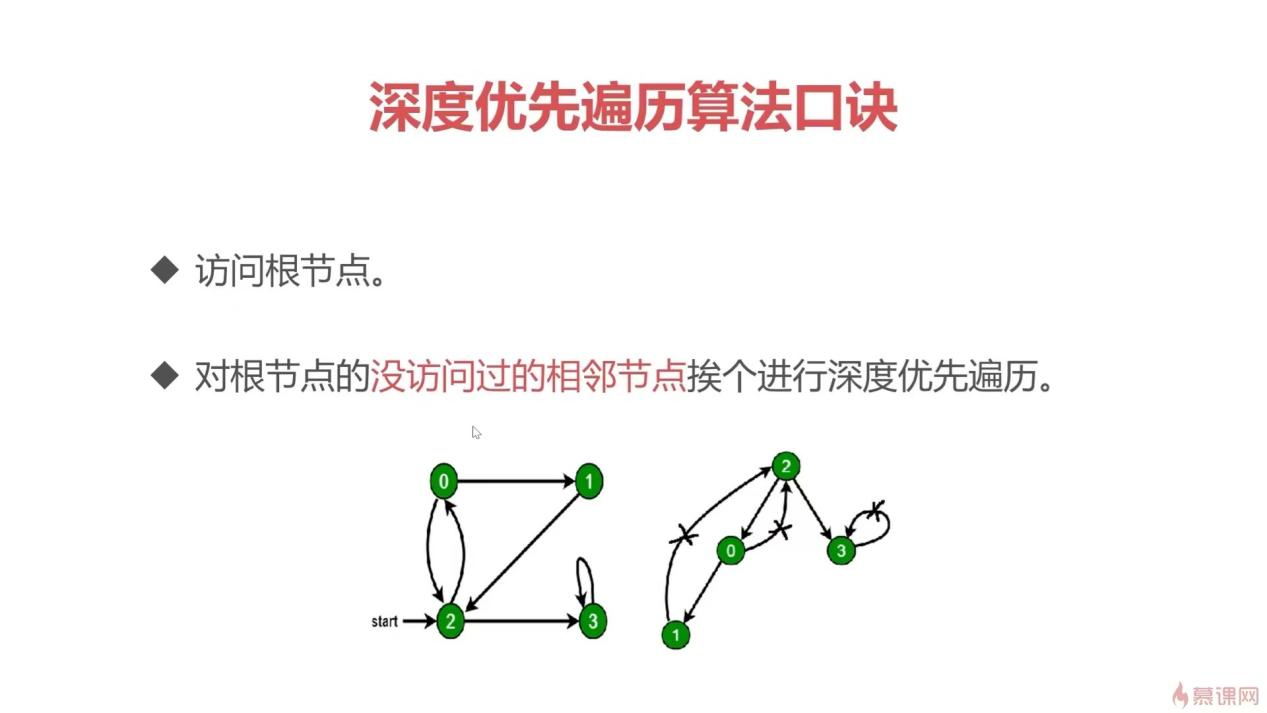 深度优先遍历算法口诀
◆ 访问根节点。
◆ 对根节点的没访问过的相邻节点挨个进行深度优先遍历。
0 1
start 2 3
2
0 3
1
慕课网